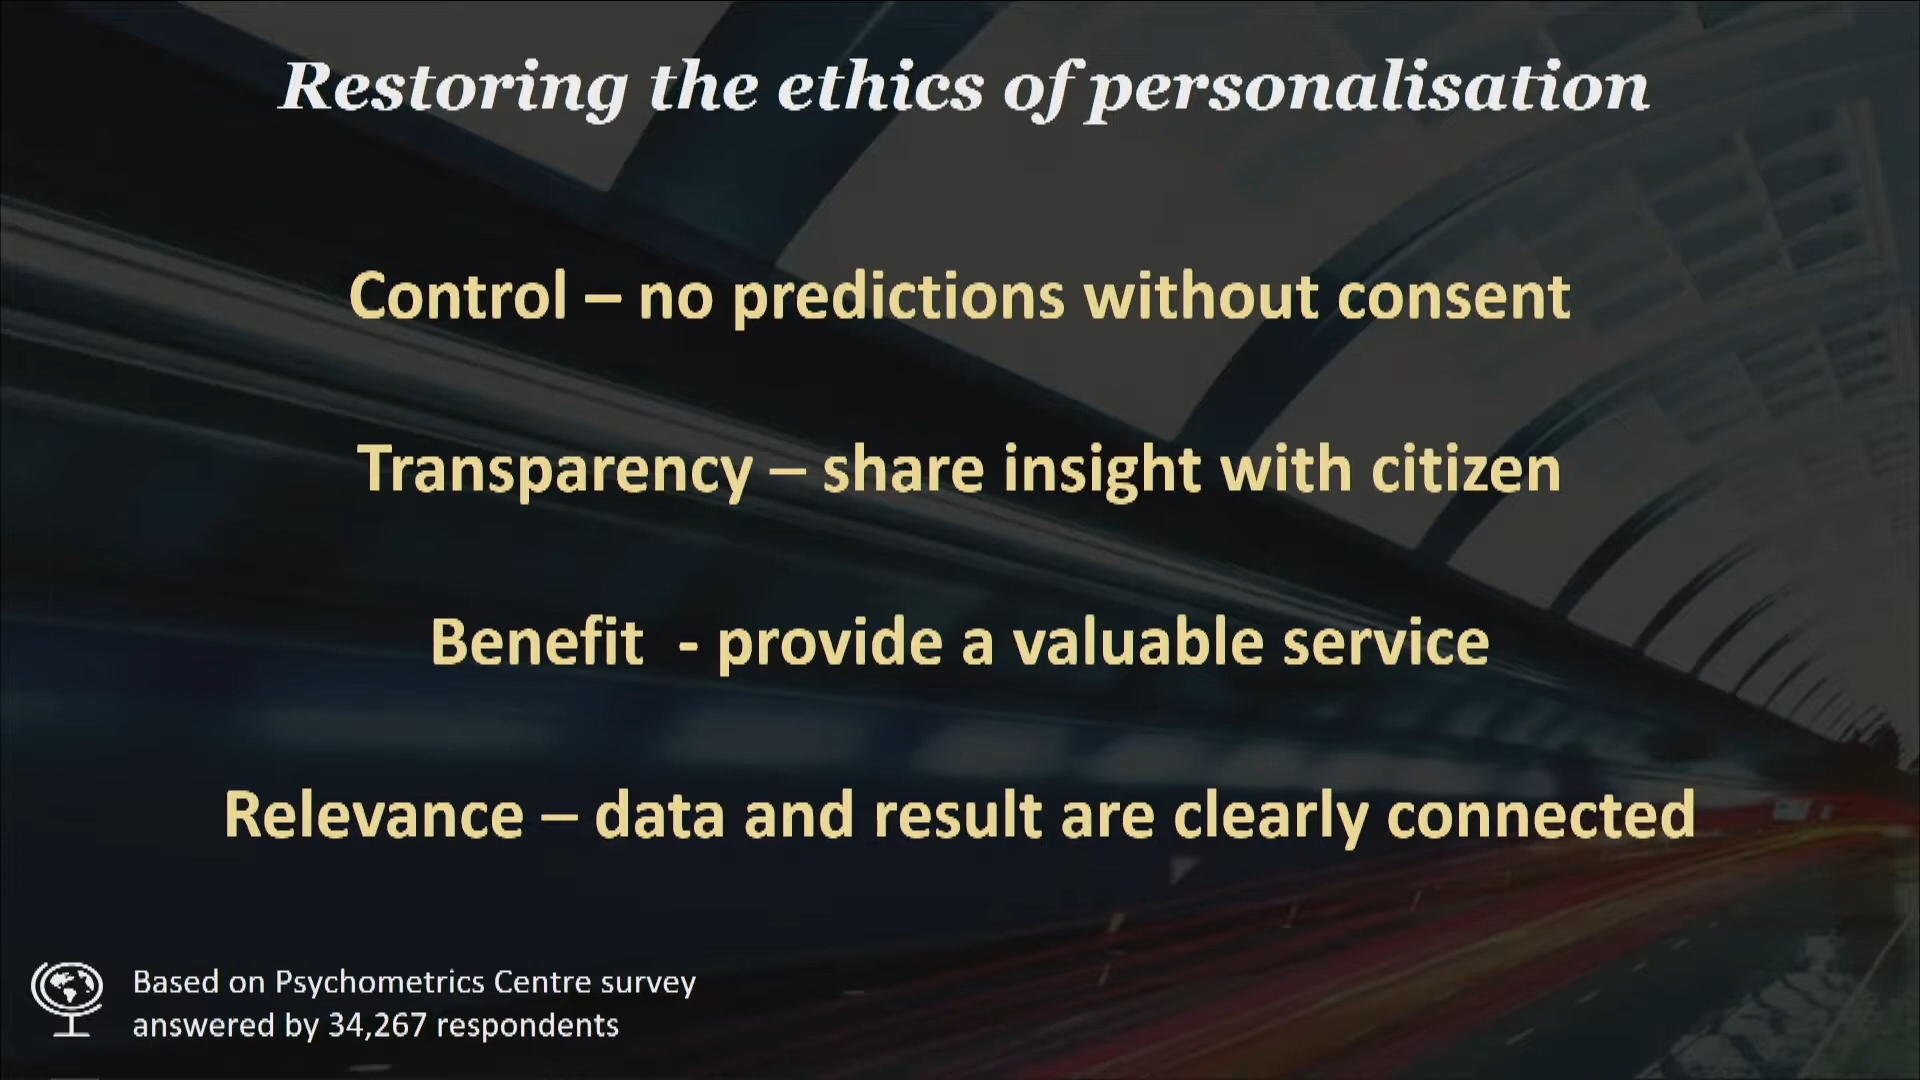 Restoring the ethics of personalisation
Control – no predictions without consent
Transparency – share insight with citizen
Benefit  - provide a valuable service
Relevance – data and result are clearly connected
Based on Psychometrics Centre survey
answered by 34,267 respondents